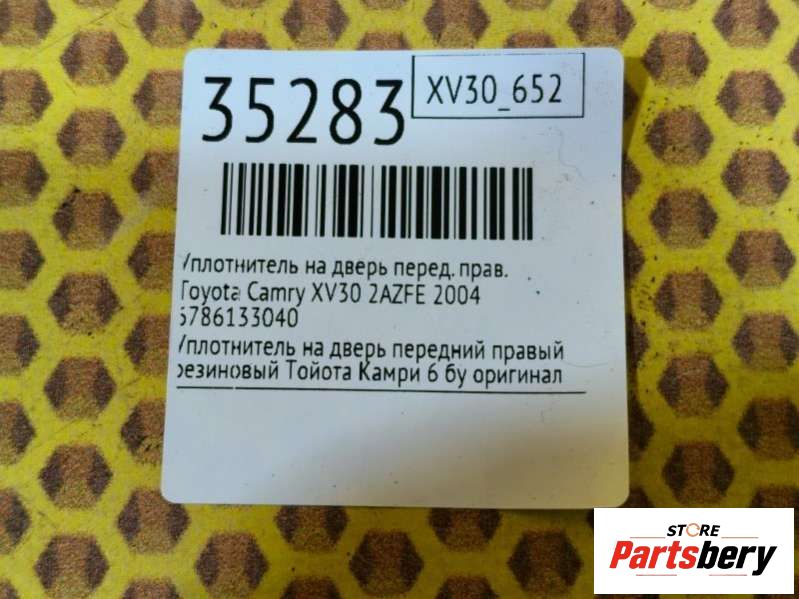 35283
XV30_652
Уплотнитель на дверь перед. прав.
Toyota Camry XV30 2AZFE 2004
6786133040
Уплотнитель на дверь передний правый
резиновый Тойота Камри 6 бу оригинал
STORE
Partsbery